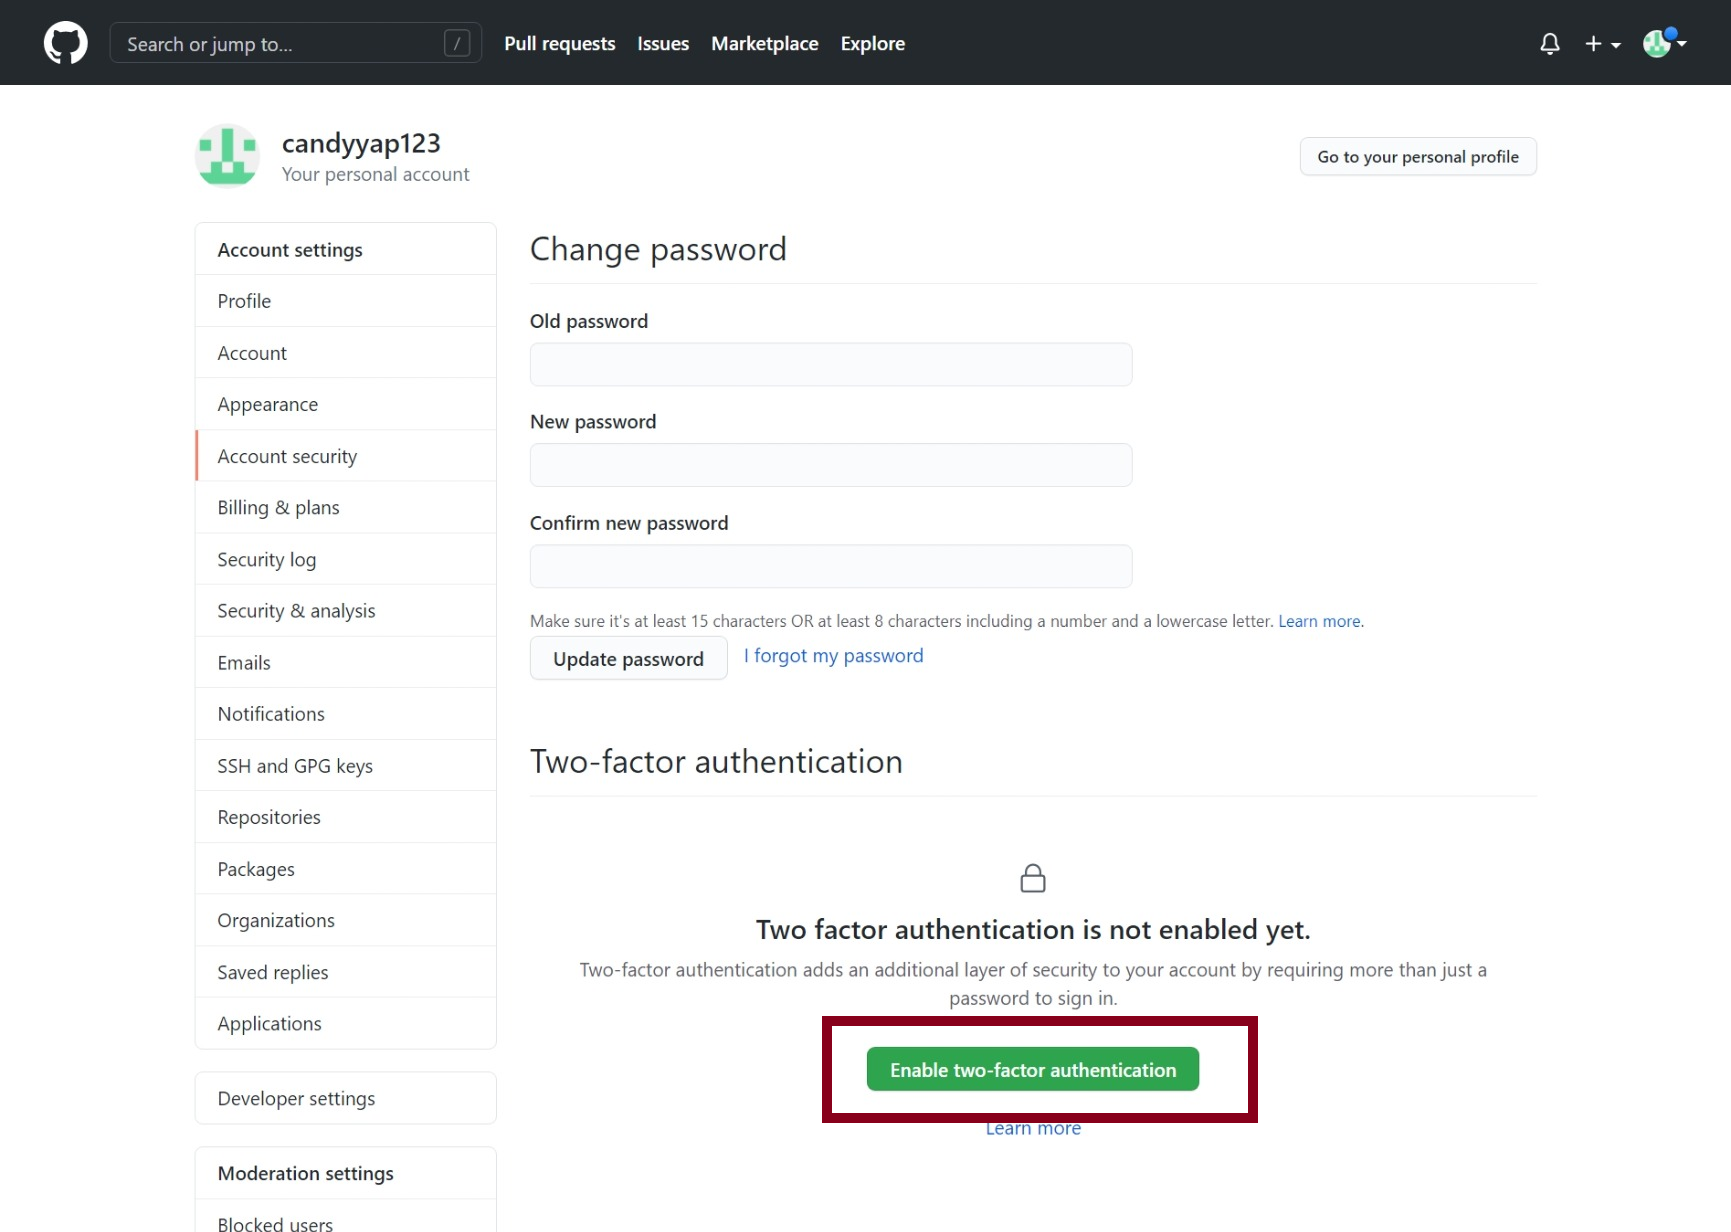 Search or jump to...
/
Pull requests
Issues
Marketplace
Explore
candyyap123
Your personal account
Go to your personal profile
Account settings
Profile
Account
Appearance
Account security
Billing & plans
Security log
Security & analysis
Emails
Notifications
SSH and GPG keys
Repositories
Packages
Organizations
Saved replies
Applications
Developer settings
Moderation settings
Blocked users
Change password
Old password
New password
Confirm new password
Make sure it's at least 15 characters OR at least 8 characters including a number and a lowercase letter. Learn more.
Update password
I forgot my password
Two-factor authentication
Two factor authentication is not enabled yet.
Two-factor authentication adds an additional layer of security to your account by requiring more than just a
password to sign in.
Enable two-factor authentication
Learn more